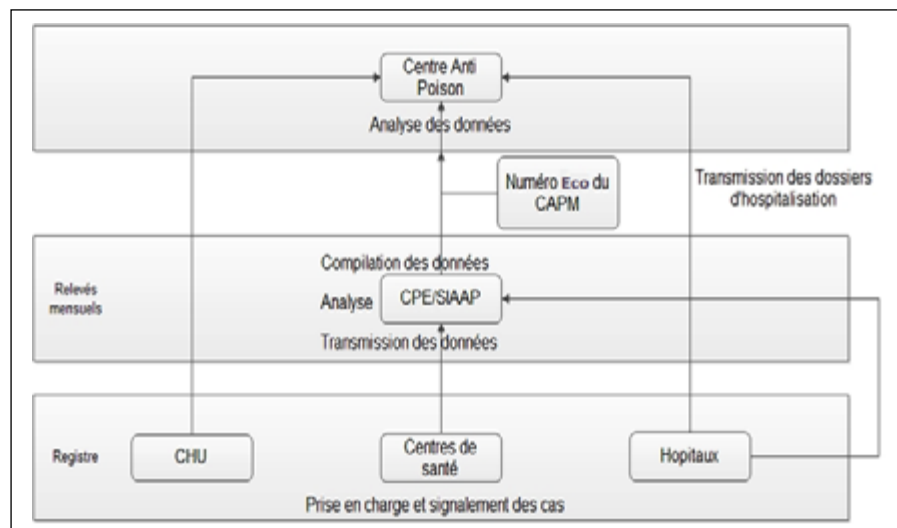 Centre Anti
Poison
Analyse des données
Numéro Eco du
CAPM
Transmission des dossiers
d'hospitalisation
Compilation des données
Relevés
mensuels
Analyse
CPE/SIAAP
Transmission des données
Registre
CHU
Centres de
santé
Hopitaux
Prise en charge et signalement des cas